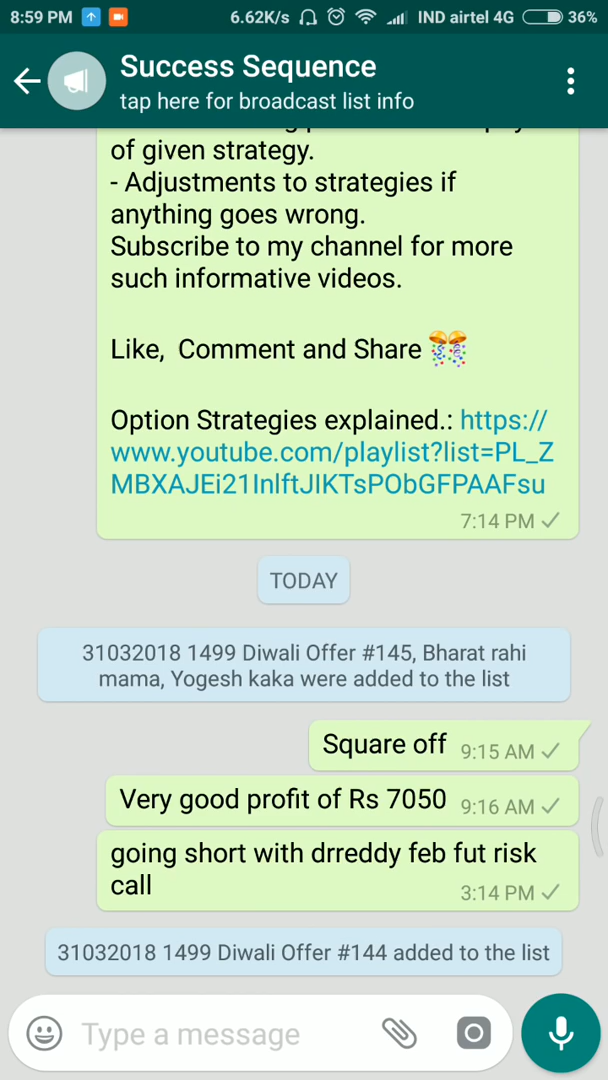 8:59 PM 6.62K/s IND airtel 4G 36%
Success Sequence
tap here for broadcast list info
of given strategy.
- Adjustments to strategies if
anything goes wrong.
Subscribe to my channel for more
such informative videos.
Like, Comment and Share
Option Strategies explained.: https://
www.youtube.com/playlist?list=PL_Z
MBXAJEi21InlftJIKTsPObGFPAAFsu
7:14 PM
TODAY
31032018 1499 Diwali Offer #145, Bharat rahi
mama, Yogesh kaka were added to the list
Square off 9:15 AM
Very good profit of Rs 7050 9:16 AM
going short with drreddy feb fut risk
call 3:14 PM
31032018 1499 Diwali Offer #144 added to the list
Type a message